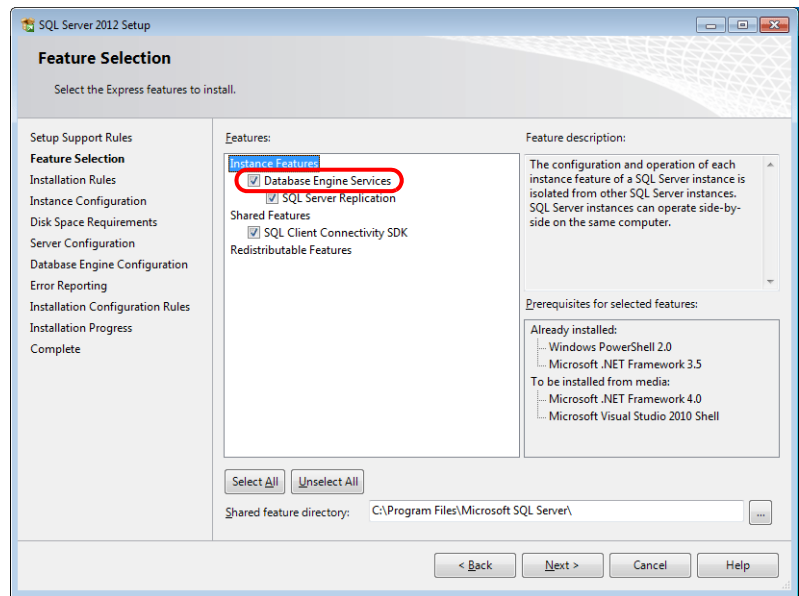 SQL Server 2012 Setup
Feature Selection
Select the Express features to install.
Setup Support Rules
Feature Selection
Installation Rules
Instance Configuration
Disk Space Requirements
Server Configuration
Database Engine Configuration
Error Reporting
Installation Configuration Rules
Installation Progress
Complete
Features:
Instance Features
Database Engine Services
SQL Server Replication
Shared Features
SQL Client Connectivity SDK
Redistributable Features
Feature description:
The configuration and operation of each
instance feature of a SQL Server instance is
isolated from other SQL Server instances.
SQL Server instances can operate side-by-
side on the same computer.
Prerequisites for selected features:
Already installed:
Windows PowerShell 2.0
Microsoft .NET Framework 3.5
To be installed from media:
Microsoft .NET Framework 4.0
Microsoft Visual Studio 2010 Shell
Select All
Unselect All
Shared feature directory:
C:\Program Files\Microsoft SQL Server\
...
< Back
Next >
Cancel
Help